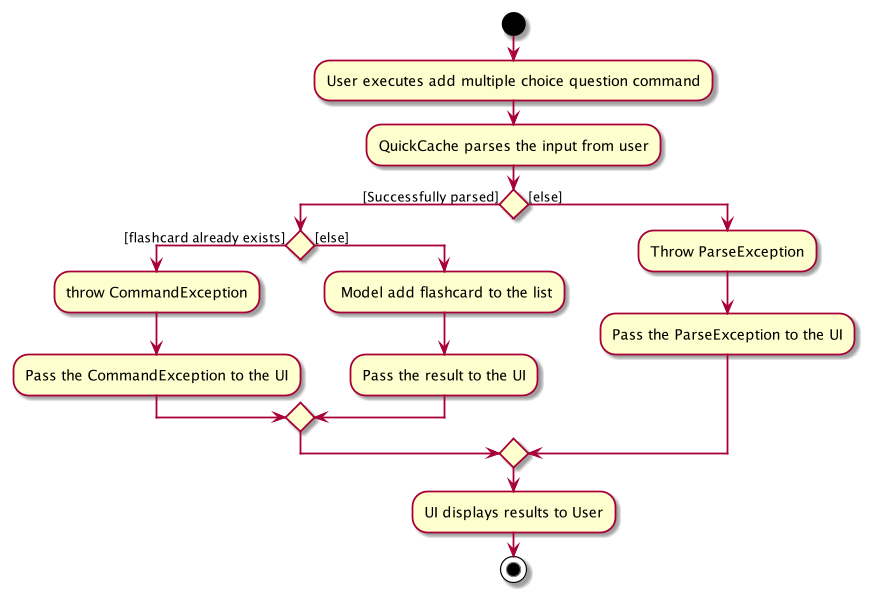 User executes add multiple choice question command
QuickCache parses the input from user
[Successfully parsed]
[else]
[flashcard already exists]
[else]
throw CommandException
Model add flashcard to the list
Throw ParseException
Pass the CommandException to the UI
Pass the result to the UI
Pass the ParseException to the UI
UI displays results to User